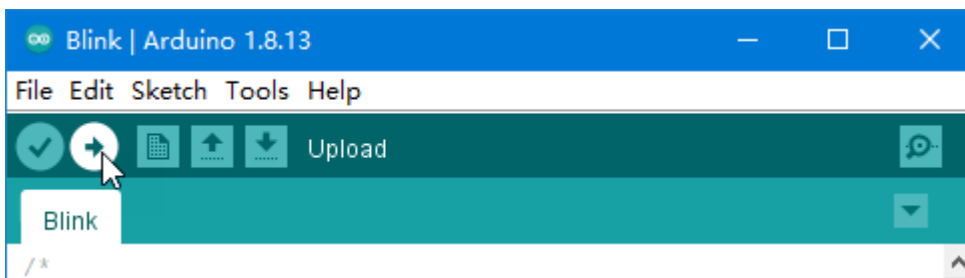 Blink | Arduino 1.8.13
File Edit Sketch Tools Help
Upload
Blink
/*